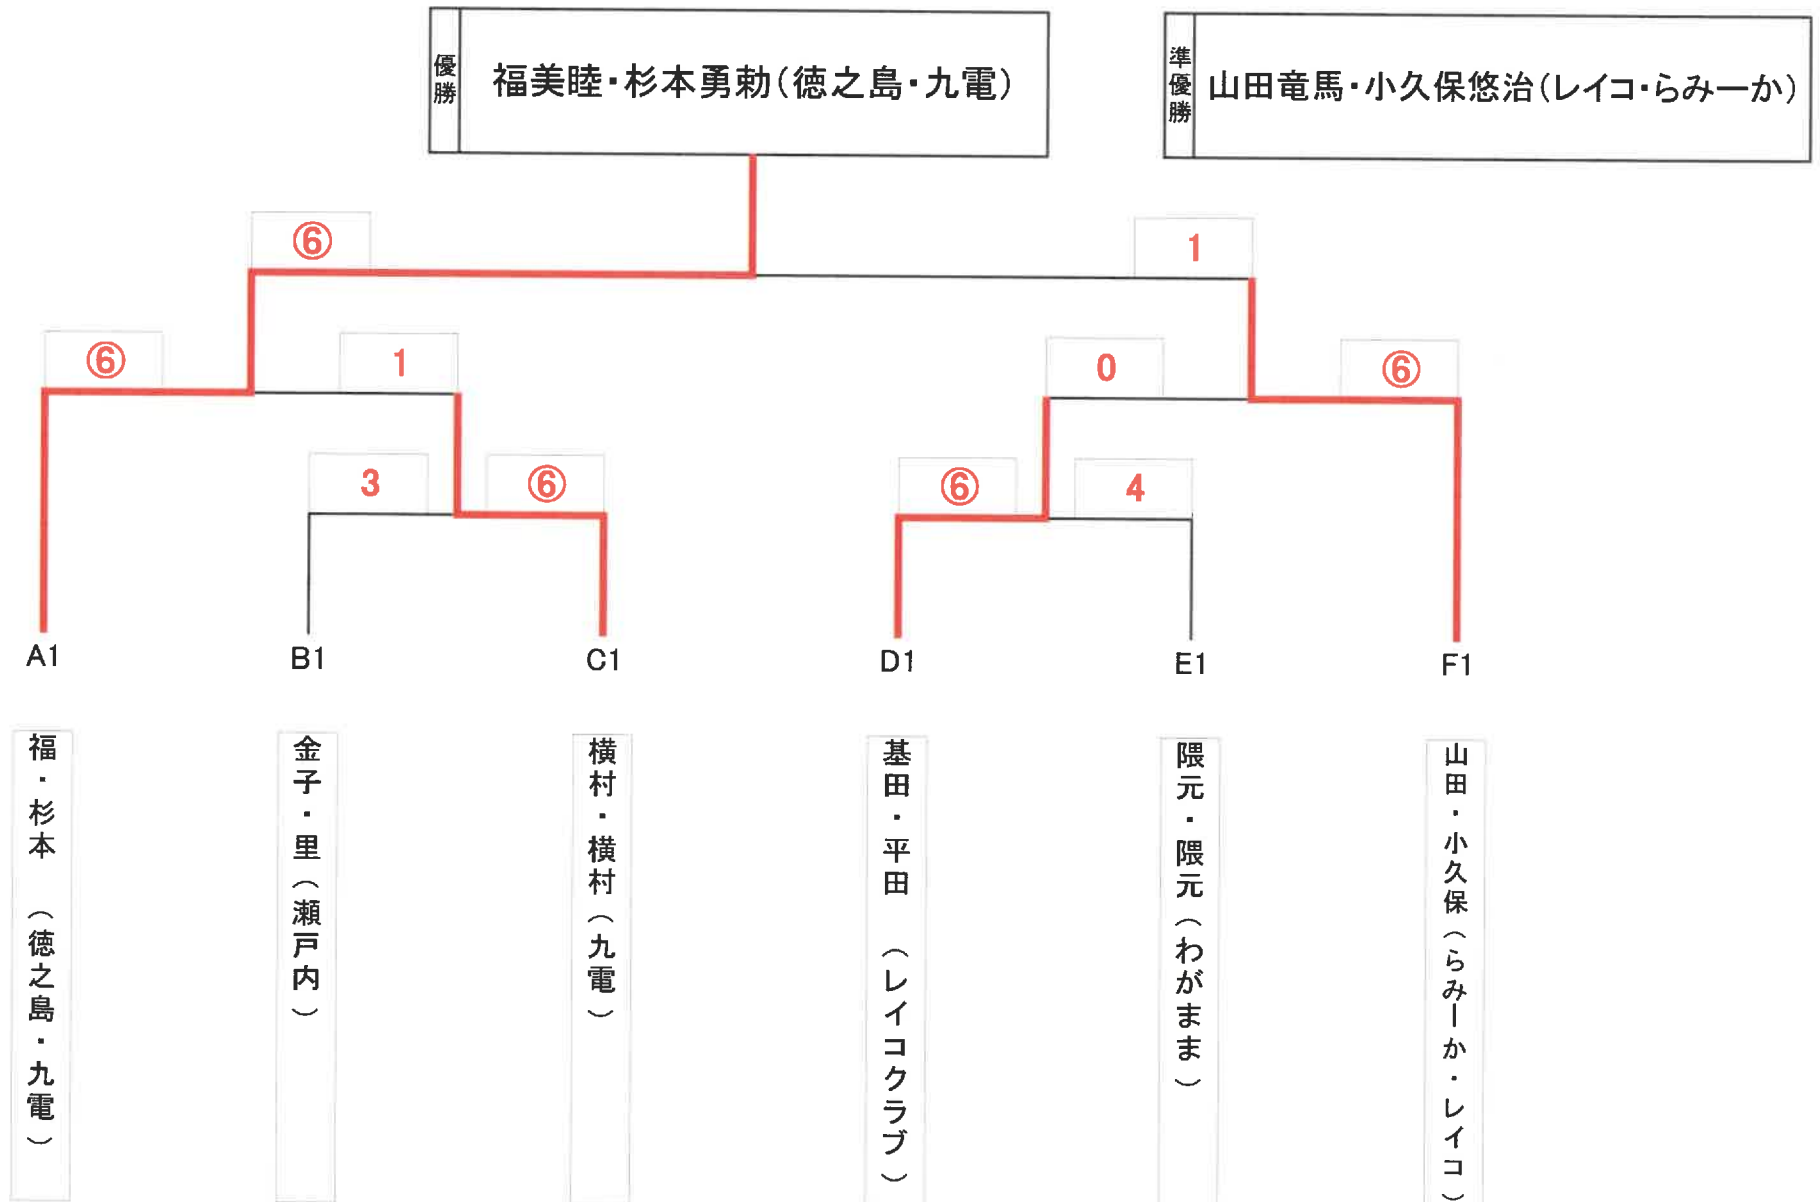 優勝
福美睦・杉本勇勅(徳之島・九電)
準優勝
山田竜馬・小久保悠治(レイコ・らみーか)
⑥
1
⑥
1
0
⑥
3
⑥
⑥
4
A1
B1
C1
D1
E1
F1
福・杉本 (徳之島・九電)
金子・里(瀬戸内)
横村・横村(九電)
基田・平田 (レイコクラブ)
隈元・隈元(わがまま)
山田・小久保(らみーか・レイコ)